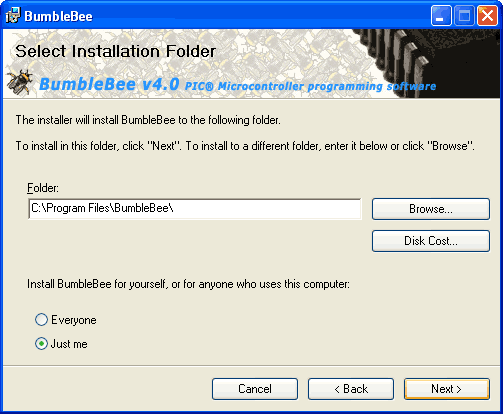 BumbleBee
Select Installation Folder
BumbleBee v4.0 PIC® Microcontroller programming software
The installer will install BumbleBee to the following folder.
To install in this folder, click "Next". To install to a different folder, enter it below or click "Browse".
Folder:
C:\Program Files\BumbleBee\
Browse...
Disk Cost...
Install BumbleBee for yourself, or for anyone who uses this computer:
Everyone
Just me
Cancel
< Back
Next >